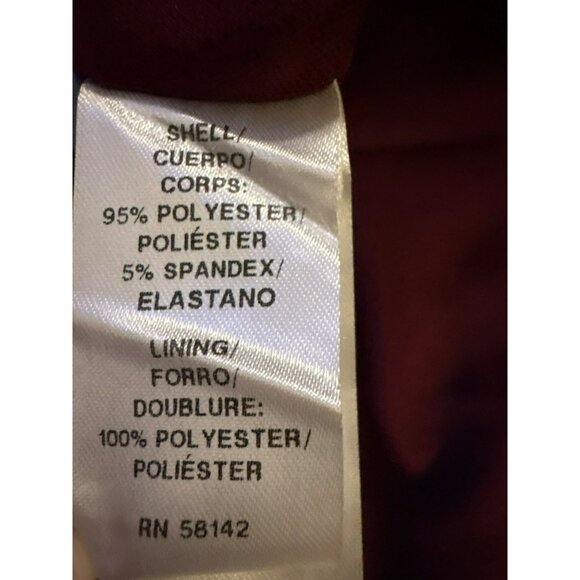 SHELL/
CUERPO/
CORPS:
95% POLYESTER/
POLIÉSTER
5% SPANDEX/
ELASTANO
LINING/
FORRO/
DOUBLURE:
100% POLYESTER/
POLIÉSTER
RN 58142